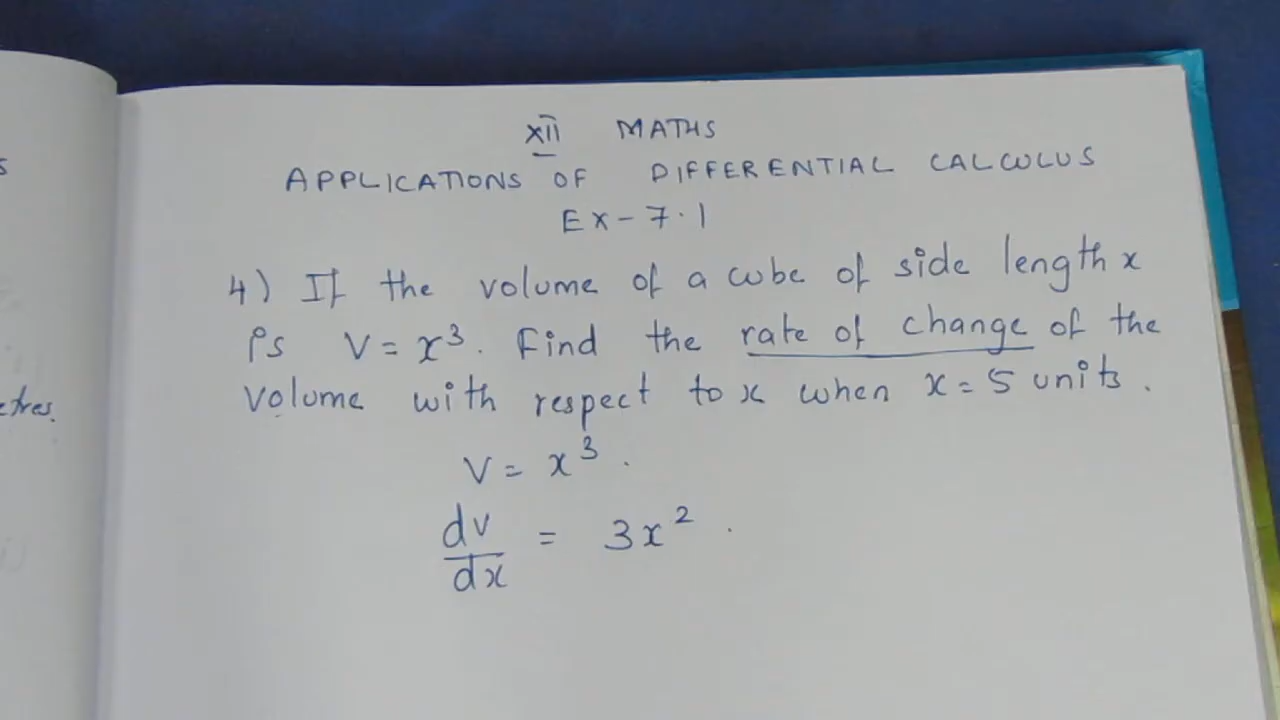 XII MATHS
APPLICATIONS OF DIFFERENTIAL CALCULUS
Ex-7.1
4) If the volume of a cube of side length x
is V = x³. Find the rate of change of the
volume with respect to x when x = 5 units.
V = x³.
dv/dx = 3x².